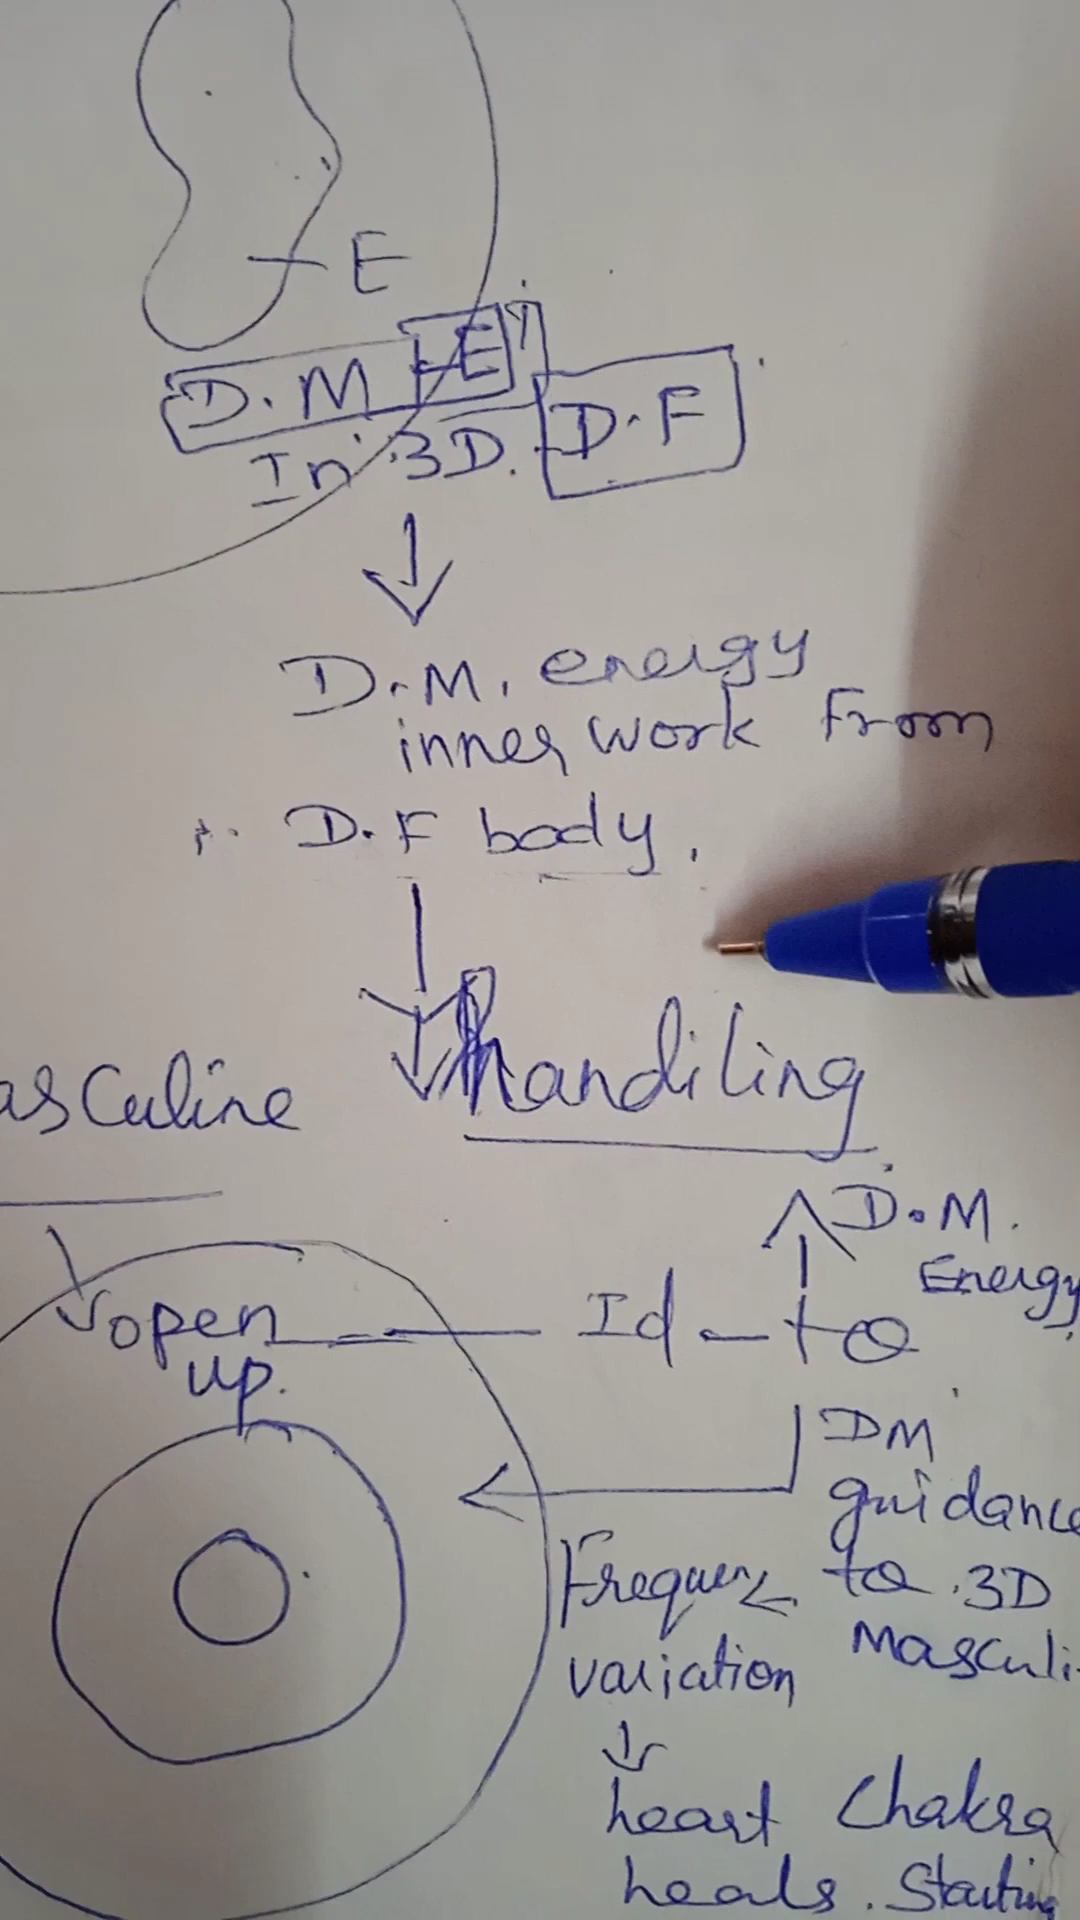 E
D.M E
In 3D. D.F
D.M. energy
inner work From
D.F body.
handiling
asculine
D.M.
Energy
open Id - to
up.
DM
guidance
Frequen to 3D
variation Masculi
heart Chakra
heals. Starting